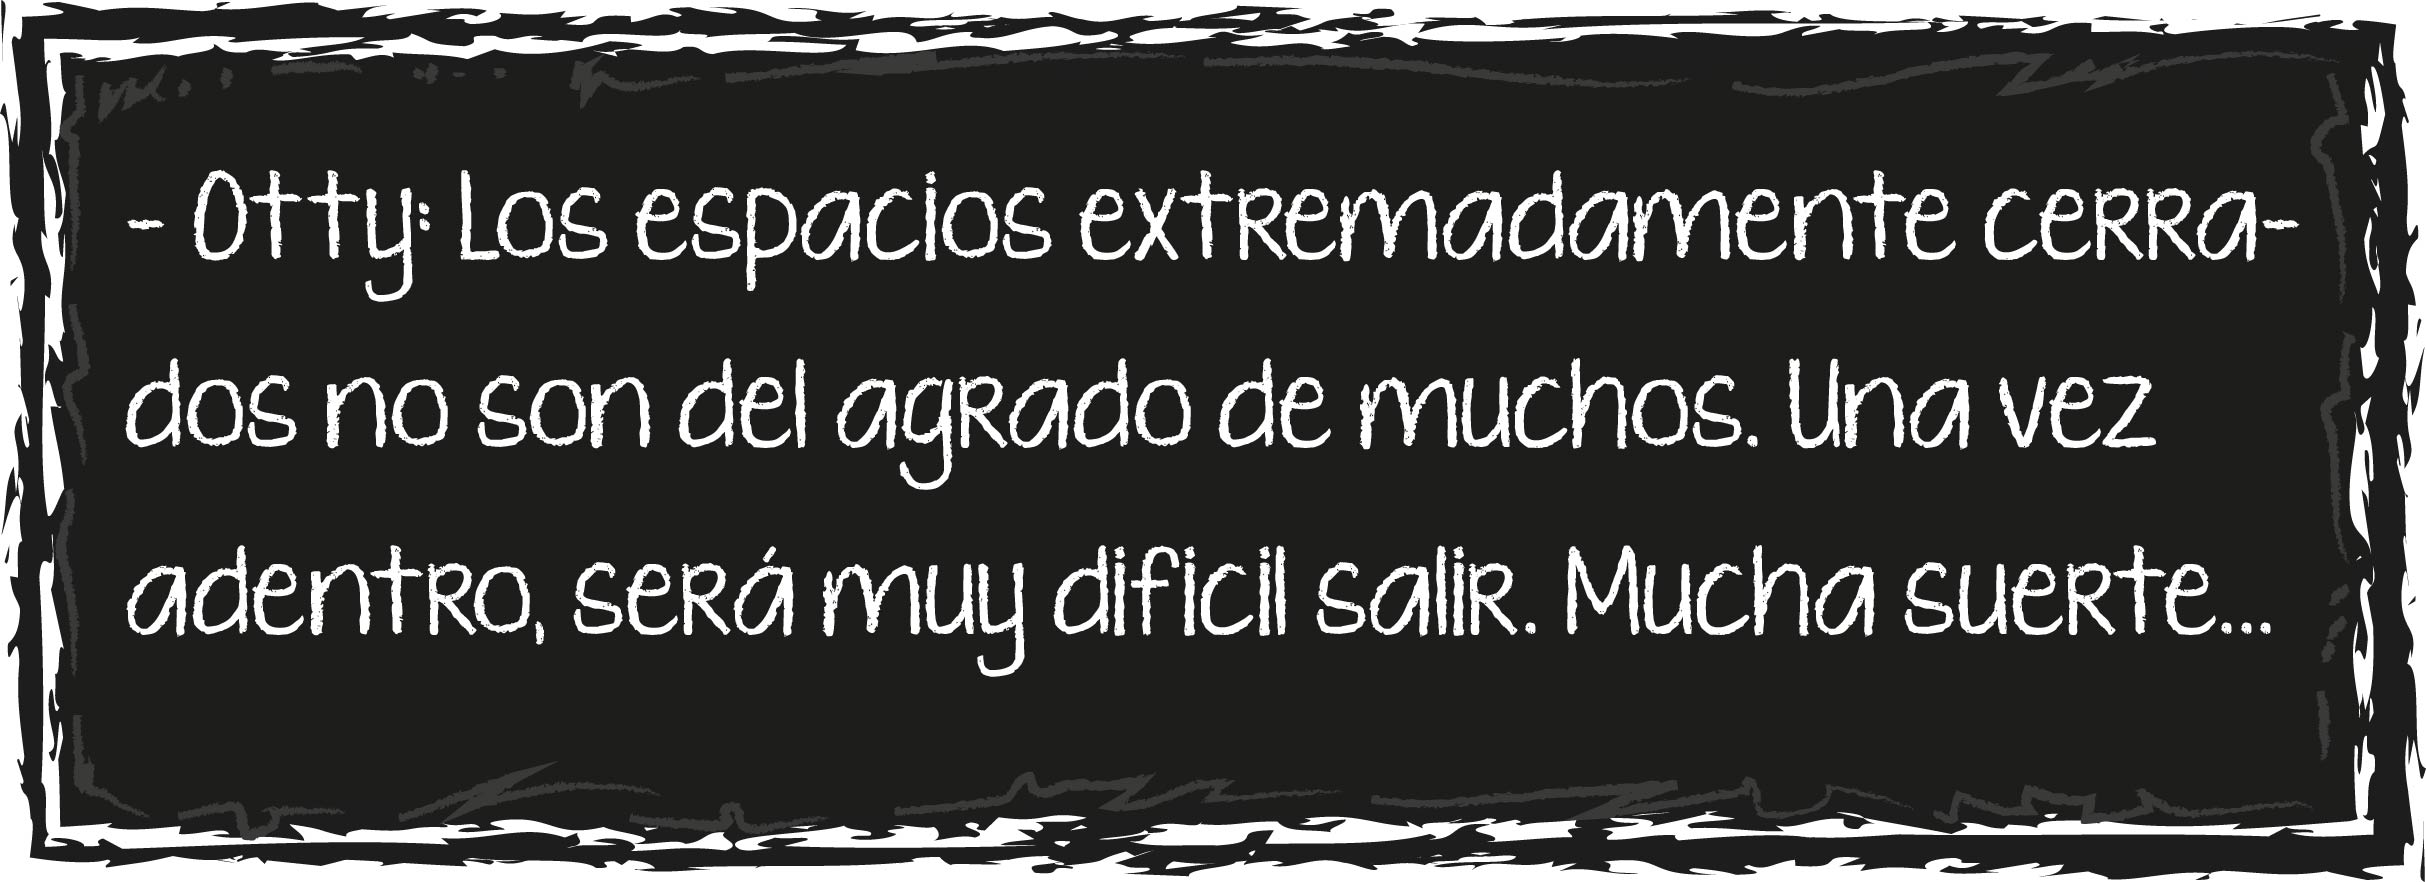 - Otty: Los espacios extremadamente cerra-
dos no son del agrado de muchos. Una vez
adentro, será muy dificil salir. Mucha suerte...